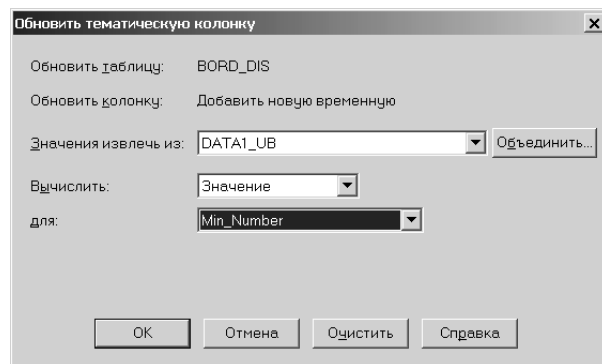 Обновить тематическую колонку
Обновить таблицу: BORD_DIS
Обновить колонку: Добавить новую временную
Значения извлечь из: DATA1_UB Объединить...
Вычислить: Значение
для: Min_Number
OK Отмена Очистить Справка